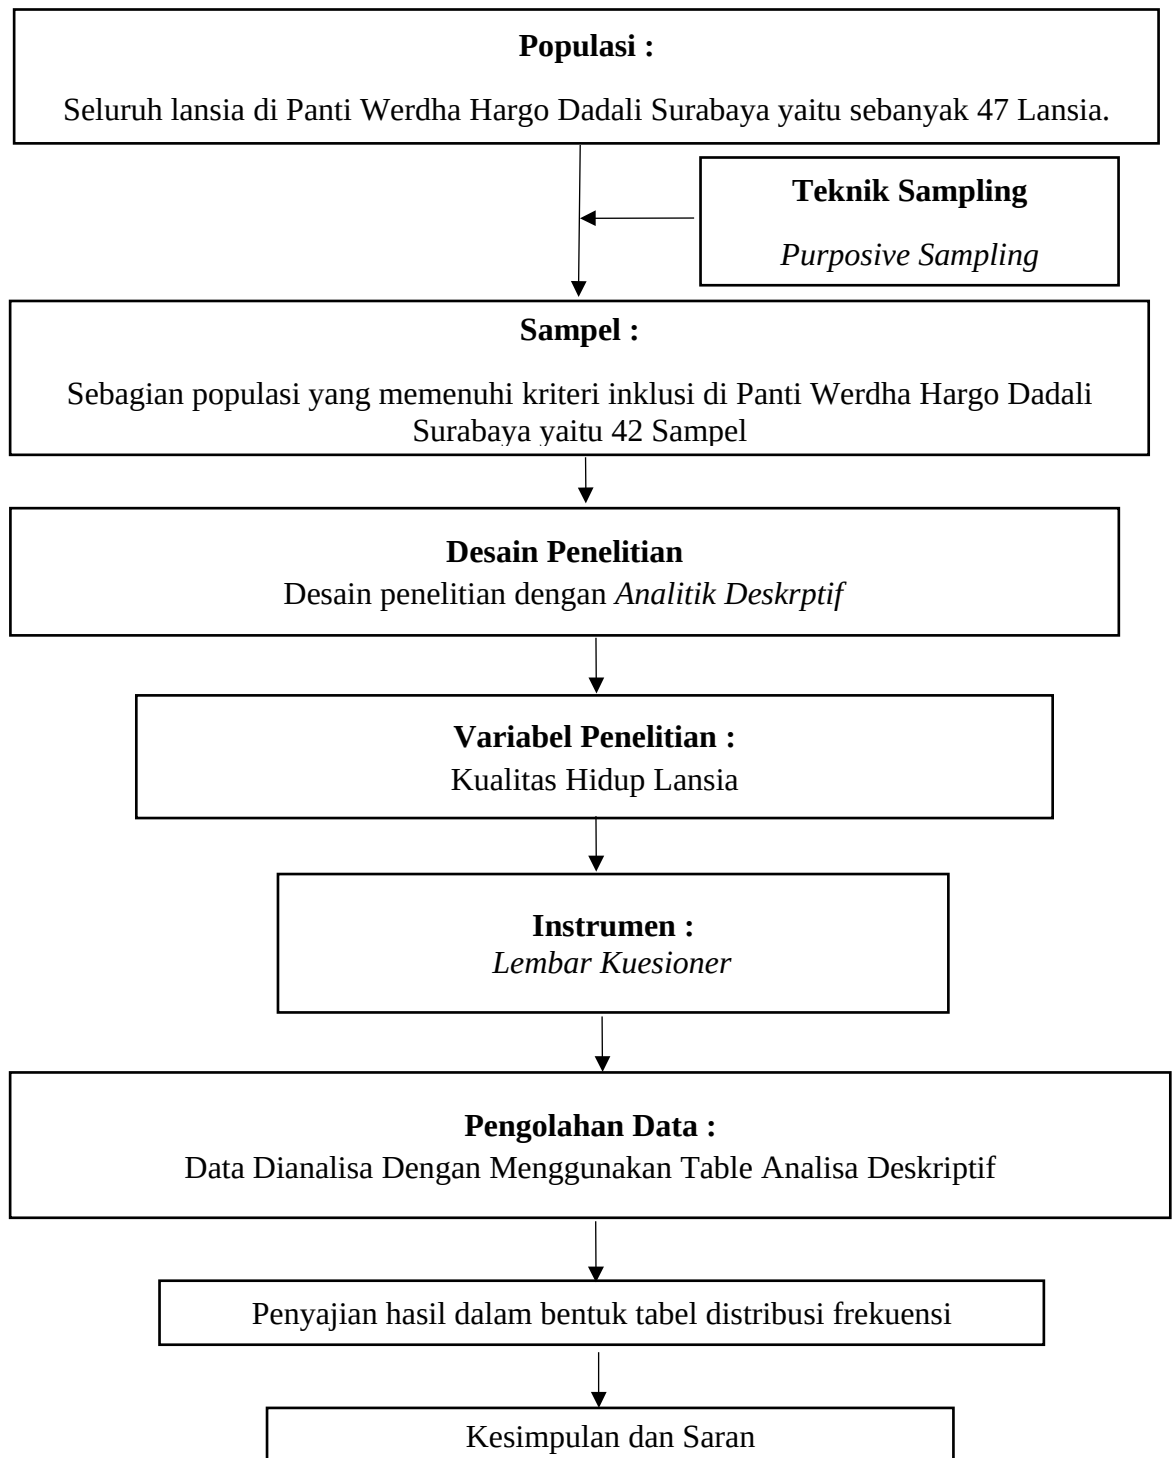 Populasi :
Seluruh lansia di Panti Werdha Hargo Dadali Surabaya yaitu sebanyak 47 Lansia.
Teknik Sampling
Purposive Sampling
Sampel :
Sebagian populasi yang memenuhi kriteri inklusi di Panti Werdha Hargo Dadali
Surabaya yaitu 42 Sampel
Desain Penelitian
Desain penelitian dengan Analitik Deskrptif
Variabel Penelitian :
Kualitas Hidup Lansia
Instrumen :
Lembar Kuesioner
Pengolahan Data :
Data Dianalisa Dengan Menggunakan Table Analisa Deskriptif
Penyajian hasil dalam bentuk tabel distribusi frekuensi
Kesimpulan dan Saran